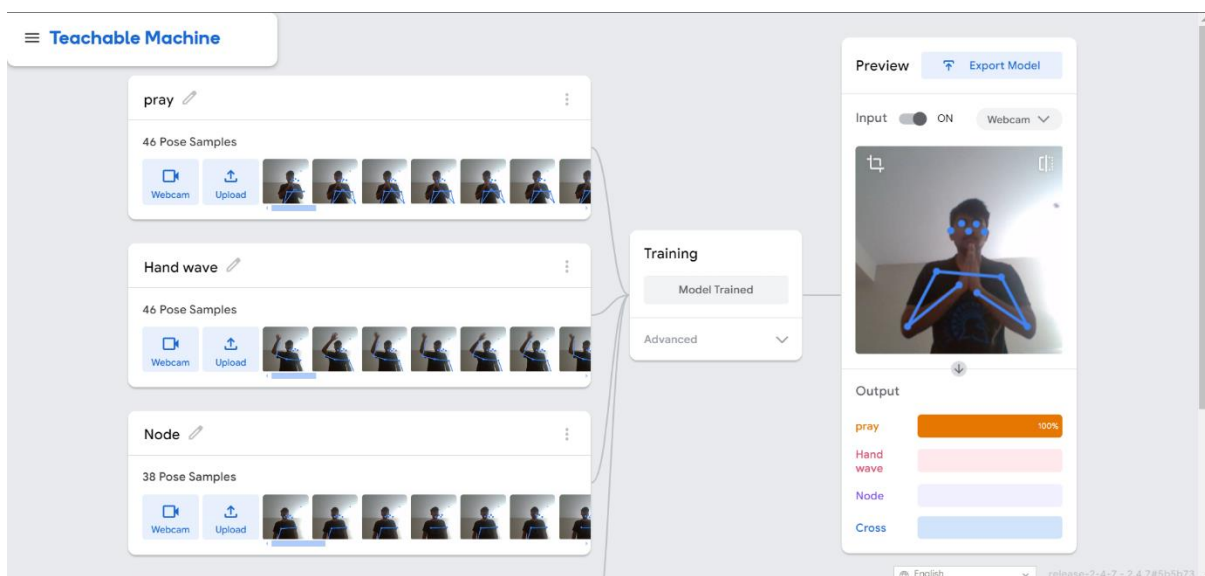 Teachable Machine
pray
46 Pose Samples
Webcam
Upload
Hand wave
46 Pose Samples
Webcam
Upload
Node
38 Pose Samples
Webcam
Upload
Training
Model Trained
Advanced
Preview
Export Model
Input
ON
Webcam
Output
pray
100%
Hand
wave
Node
Cross
English